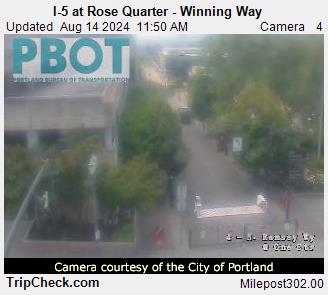 I-5 at Rose Quarter - Winning Way
Updated Aug 14 2024 11:50 AM Camera 4
PBOT
PORTLAND BUREAU OF TRANSPORTATION
Camera courtesy of the City of Portland
TripCheck.com Milepost302.00